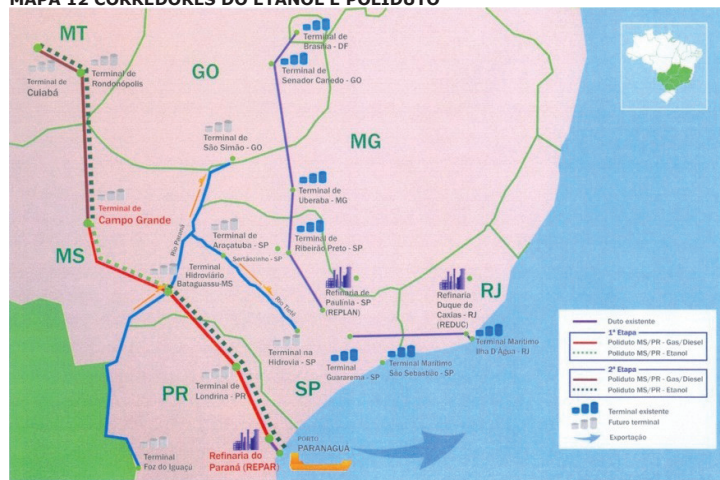 MAPA 12 CORREDORES DO ETANOL E POLIDUTO
MT
Terminal de
Cuiabá
Terminal de
Rondonópolis
GO
Terminal de
Brasília - DF
Terminal de
Senador Canedo - GO
MG
Terminal de
São Simão - GO
Terminal de
Uberaba - MG
Terminal de
Campo Grande
Rio Paraná
Terminal de
Araçatuba - SP
Sertãozinho - SP
Terminal de
Ribeirão Preto - SP
MS
Terminal
Hidroviário
Bataguassu-MS
Rio Tietê
Refinaria de
Paulínia - SP
(REPLAN)
Refinaria
Duque de
Caxias - RJ
(REDUC)
RJ
Terminal na
Hidrovia - SP
Terminal Marítimo
Ilha D'Água - RJ
Terminal
Guararema - SP
Terminal Marítimo
São Sebastião - SP
PR
Terminal de
Londrina - PR
SP
Terminal
Foz do Iguaçú
Refinaria do
Paraná (REPAR)
PORTO
PARANAGUÁ
Duto existente
1ª Etapa
Poliduto MS/PR - Gas/Diesel
Poliduto MS/PR - Etanol
2ª Etapa
Poliduto MS/PR - Gas/Diesel
Poliduto MS/PR - Etanol
Terminal existente
Futuro terminal
Exportação